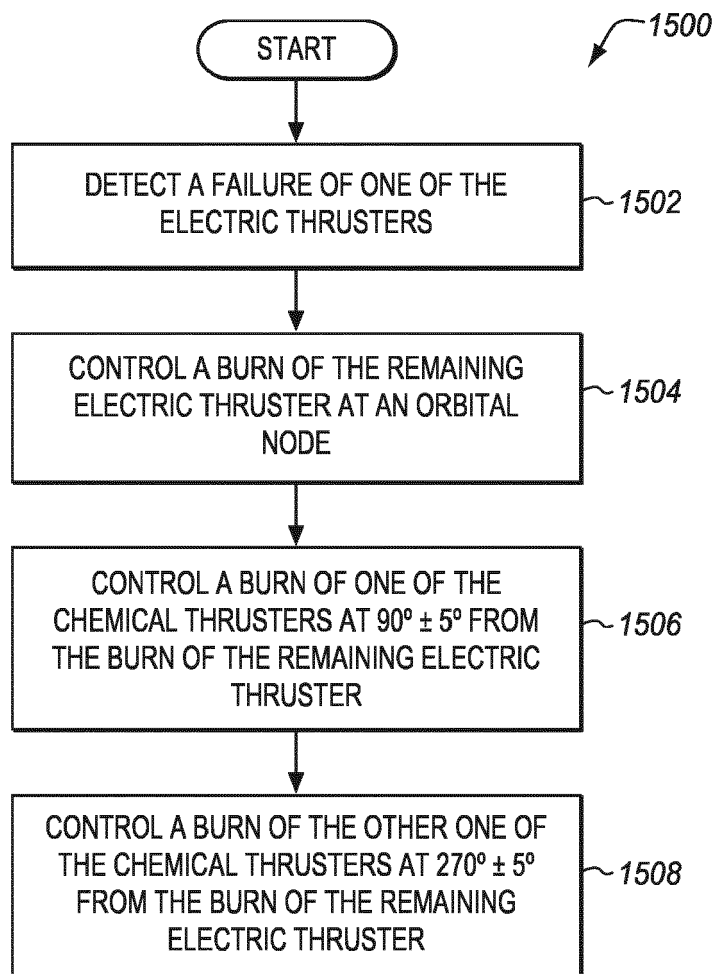 1500
START
DETECT A FAILURE OF ONE OF THE
ELECTRIC THRUSTERS
1502
CONTROL A BURN OF THE REMAINING
ELECTRIC THRUSTER AT AN ORBITAL
NODE
1504
CONTROL A BURN OF ONE OF THE
CHEMICAL THRUSTERS AT 90º ± 5º FROM
THE BURN OF THE REMAINING ELECTRIC
THRUSTER
1506
CONTROL A BURN OF THE OTHER ONE OF
THE CHEMICAL THRUSTERS AT 270º ± 5º
FROM THE BURN OF THE REMAINING
ELECTRIC THRUSTER
1508